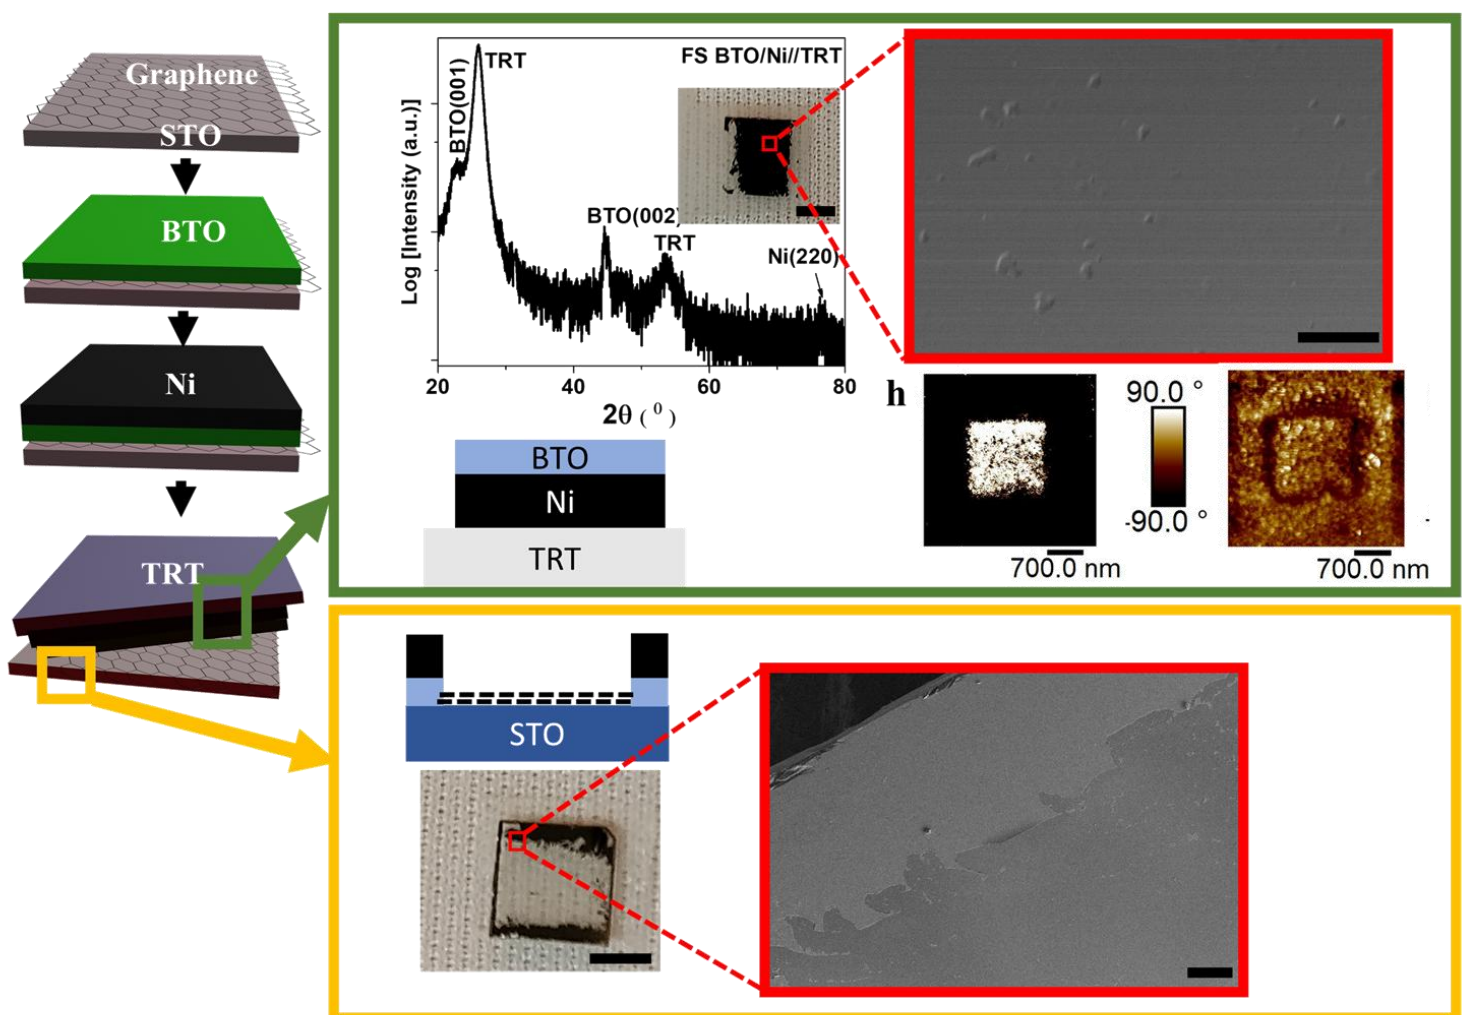 Graphene
STO
BTO
Ni
TRT
Log [Intensity (a.u.)]
BTO(001)
TRT
FS BTO/Ni//TRT
BTO(002)
TRT
Ni(220)
20
40
60
80
2θ ( ⁰ )
BTO
Ni
TRT
h
90.0 °
-90.0 °
700.0 nm
700.0 nm
STO